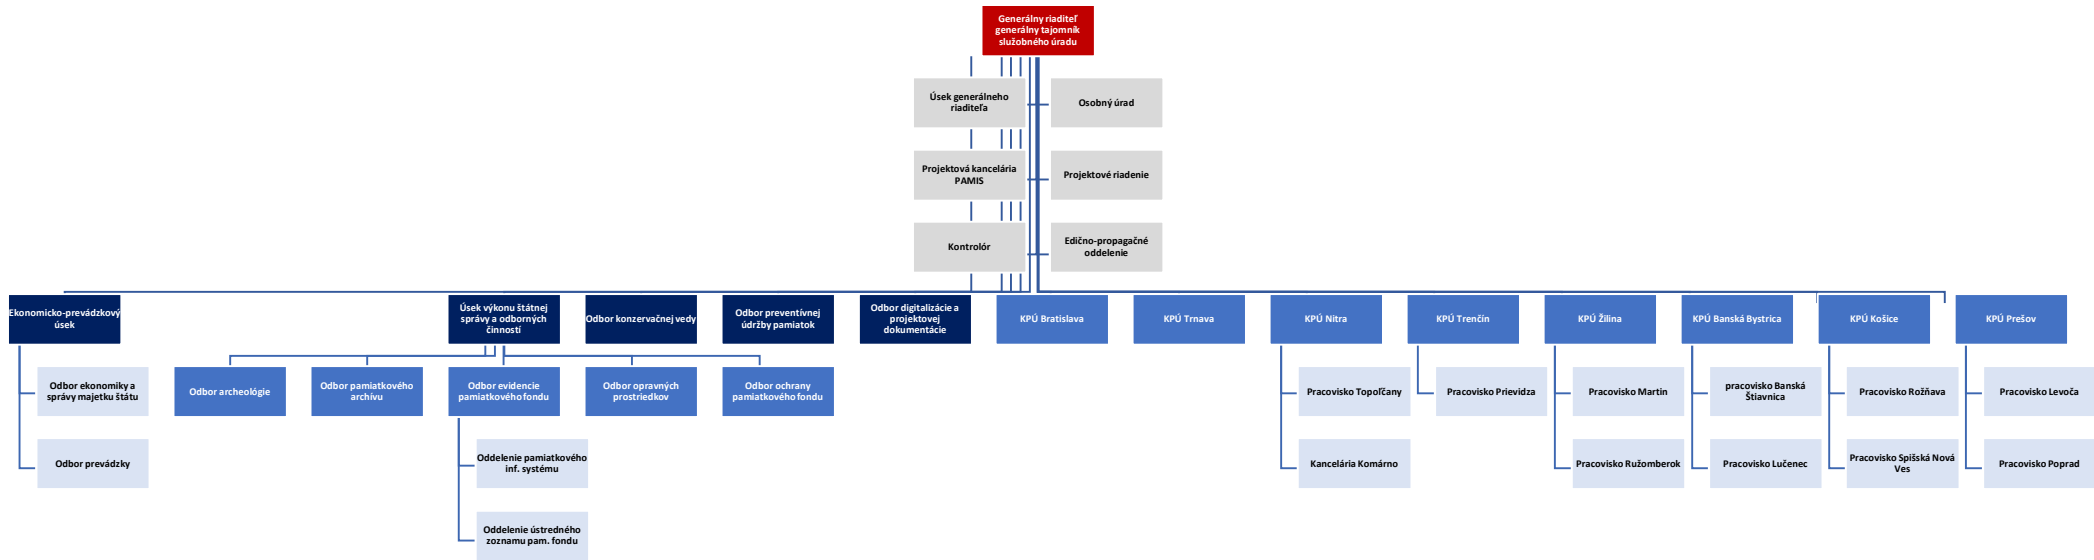 Generálny riaditeľ
generálny tajomník
služobného úradu
Úsek generálneho
riaditeľa
Osobný úrad
Projektová kancelária
PAMIS
Projektové riadenie
Kontrolór
Edično-propagačné
oddelenie
Ekonomicko-prevádzkový
úsek
Úsek výkonu štátnej
správy a odborných
činností
Odbor konzervačnej vedy
Odbor preventívnej
údržby pamiatok
Odbor digitalizácie a
projektovej
dokumentácie
KPÚ Bratislava
KPÚ Trnava
KPÚ Nitra
KPÚ Trenčín
KPÚ Žilina
KPÚ Banská Bystrica
KPÚ Košice
KPÚ Prešov
Odbor ekonomiky a
správy majetku štátu
Odbor archeológie
Odbor pamiatkového
archívu
Odbor evidencie
pamiatkového fondu
Odbor opravných
prostriedkov
Odbor ochrany
pamiatkového fondu
Pracovisko Topoľčany
Pracovisko Prievidza
Pracovisko Martin
pracovisko Banská
Štiavnica
Pracovisko Rožňava
Pracovisko Levoča
Odbor prevádzky
Oddelenie pamiatkového
inf. systému
Kancelária Komárno
Pracovisko Ružomberok
Pracovisko Lučenec
Pracovisko Spišská Nová
Ves
Pracovisko Poprad
Oddelenie ústredného
zoznamu pam. fondu